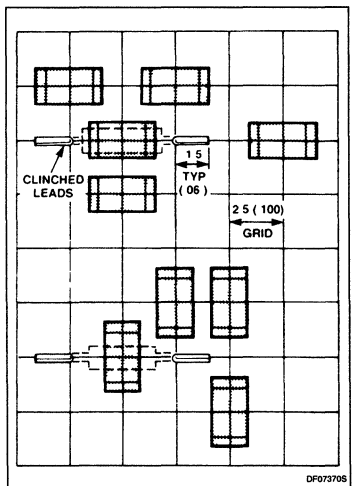 CLINCHED
LEADS
1 5
TYP
( 06 )
2 5 ( 100)
GRID
DF07370S